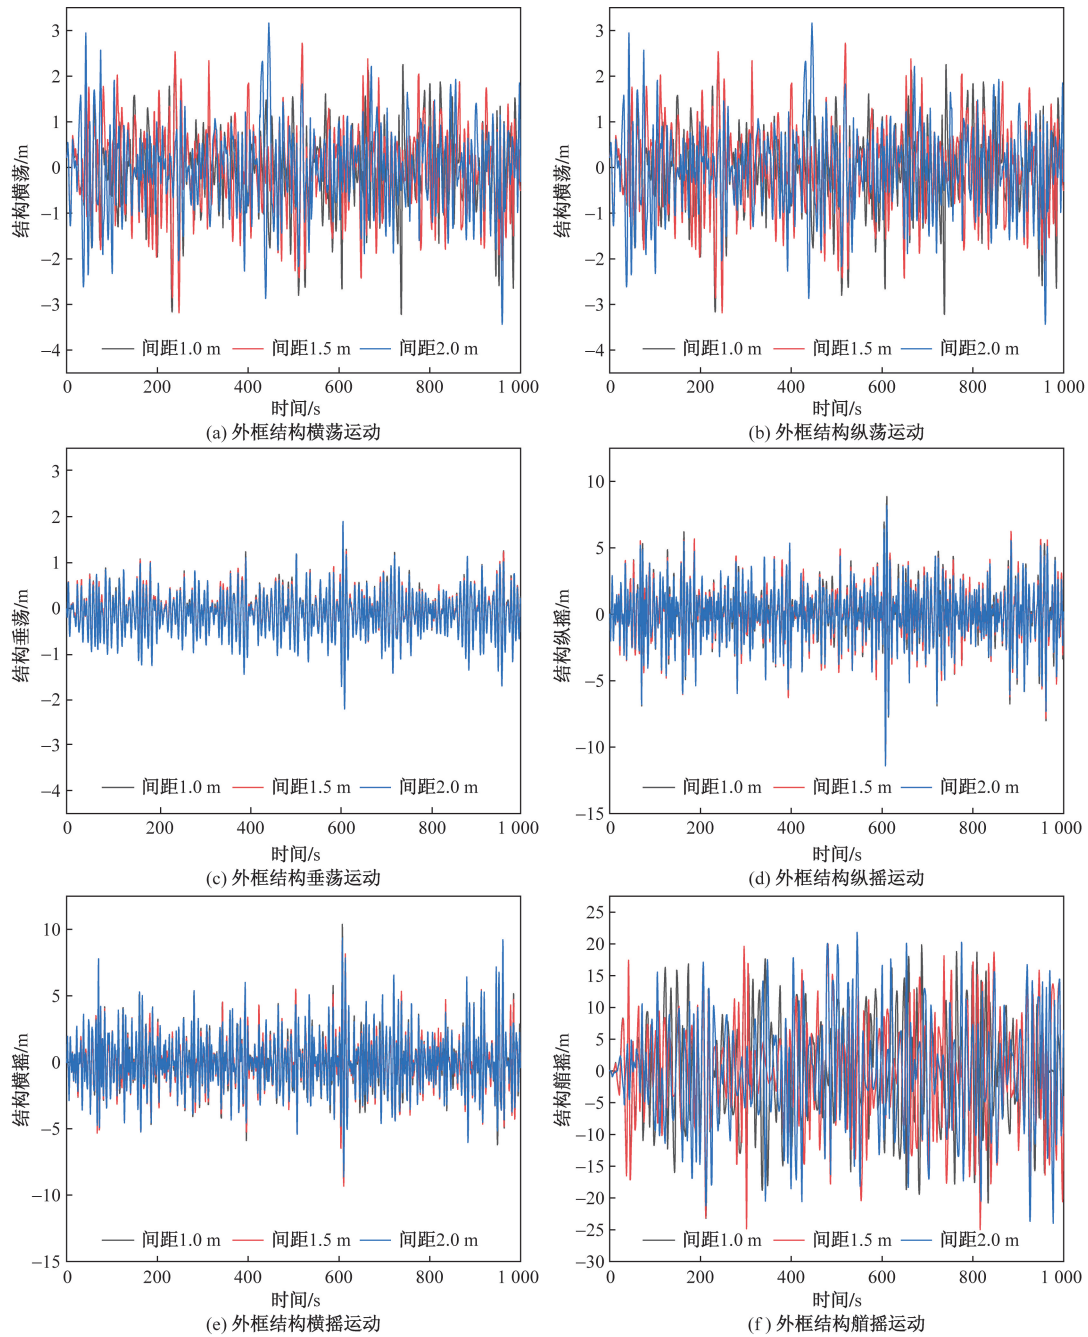 3
2
1
0
−1
−2
−3
−4
结构横荡/m
间距1.0 m 间距1.5 m 间距2.0 m
0 200 400 600 800 1 000
时间/s
(a) 外框结构横荡运动
3
2
1
0
−1
−2
−3
−4
结构横荡/m
间距1.0 m 间距1.5 m 间距2.0 m
0 200 400 600 800 1 000
时间/s
(b) 外框结构纵荡运动
3
2
1
0
−1
−2
−3
−4
结构垂荡/m
间距1.0 m 间距1.5 m 间距2.0 m
0 200 400 600 800 1 000
时间/s
(c) 外框结构垂荡运动
10
5
0
−5
−10
−15
结构纵摇/m
间距1.0 m 间距1.5 m 间距2.0 m
0 200 400 600 800 1 000
时间/s
(d) 外框结构纵摇运动
10
5
0
−5
−10
−15
结构横摇/m
间距1.0 m 间距1.5 m 间距2.0 m
0 200 400 600 800 1 000
时间/s
(e) 外框结构横摇运动
25
20
15
10
5
0
−5
−10
−15
−20
−25
−30
结构艏摇/m
间距1.0 m 间距1.5 m 间距2.0 m
0 200 400 600 800 1 000
时间/s
(f ) 外框结构艏摇运动